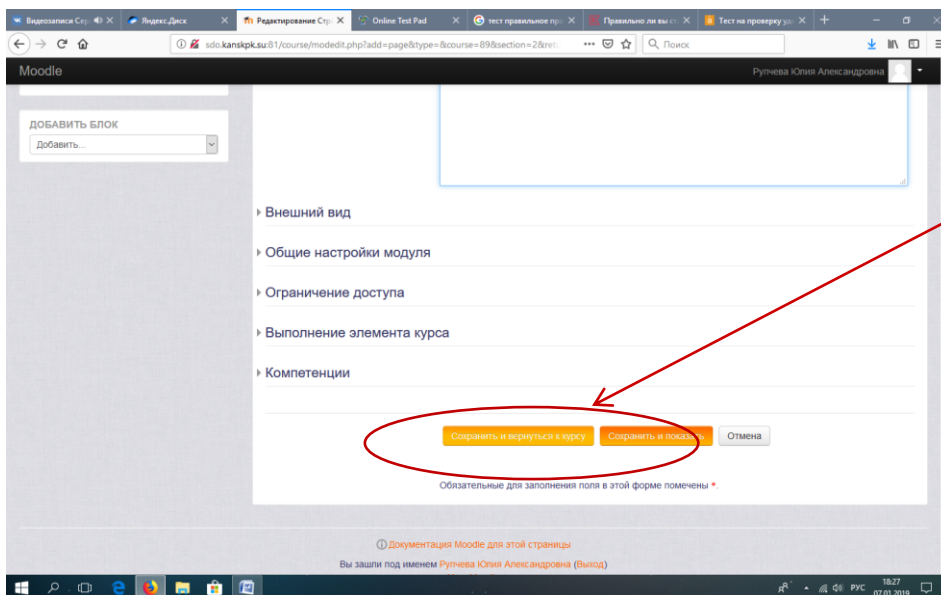 Видеозаписи Сер
Яндекс.Диск
Редактирование Стр
Online Test Pad
тест правильное пр
Правильно ли вы ст
Тест на проверку уд
sdo.kanskpk.su:81/course/modedit.php?add=page&type=&course=89&section=2&ret
Поиск
Moodle
Рупчева Юлия Александровна
ДОБАВИТЬ БЛОК
Добавить...
Внешний вид
Общие настройки модуля
Ограничение доступа
Выполнение элемента курса
Компетенции
Сохранить и вернуться к курсу Сохранить и показать Отмена
Обязательные для заполнения поля в этой форме помечены *.
Документация Moodle для этой страницы
Вы зашли под именем Рупчева Юлия Александровна (Выход)
РУС
18:27
07.01.2019